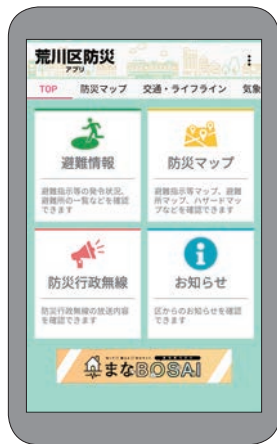 荒川区防災
アプリ
TOP 防災マップ 交通・ライフライン 気象
避難情報
避難指示等の発令状況、
避難所の一覧などを確認
できます
防災マップ
避難指示等マップ、避難
所マップ、ハザードマッ
プなどを確認できます
防災行政無線
防災行政無線の放送内容
を確認できます
お知らせ
区からのお知らせを確認
できます
まなBOSAI